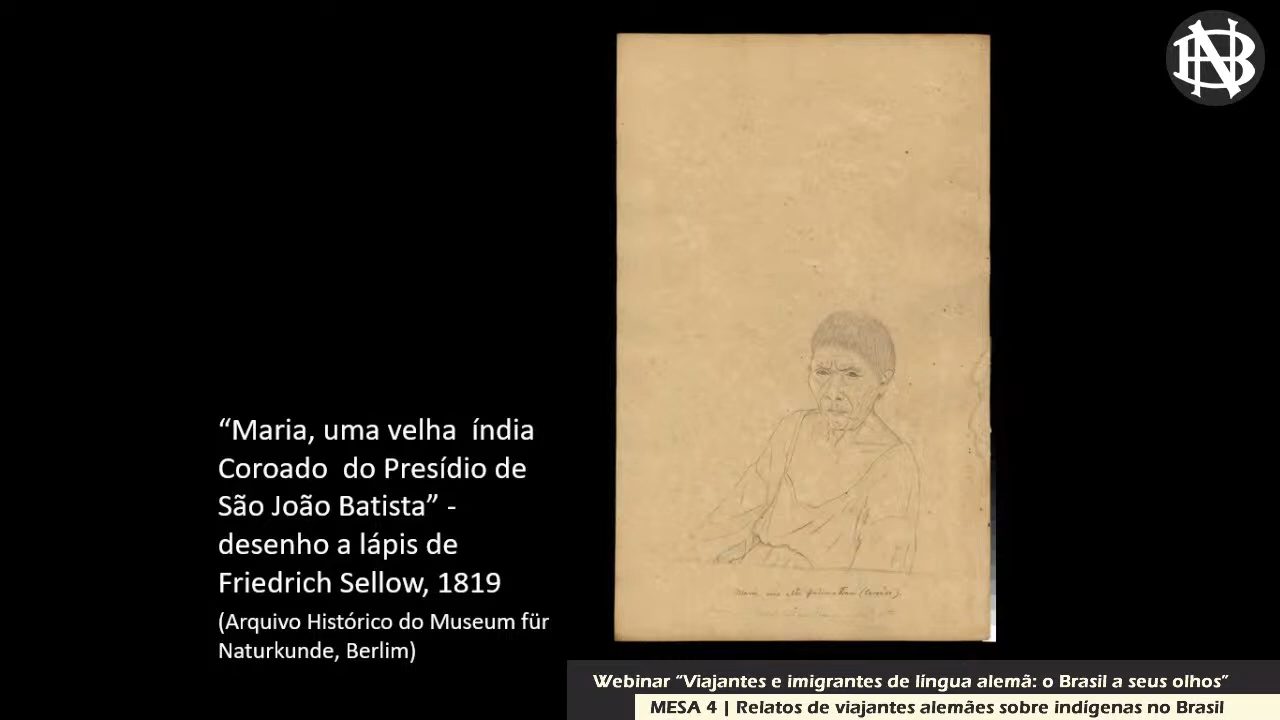 “Maria, uma velha índia
Coroado do Presídio de
São João Batista” -
desenho a lápis de
Friedrich Sellow, 1819
(Arquivo Histórico do Museum für
Naturkunde, Berlim)
Webinar “Viajantes e imigrantes de língua alemã: o Brasil a seus olhos”
MESA 4 | Relatos de viajantes alemães sobre indígenas no Brasil